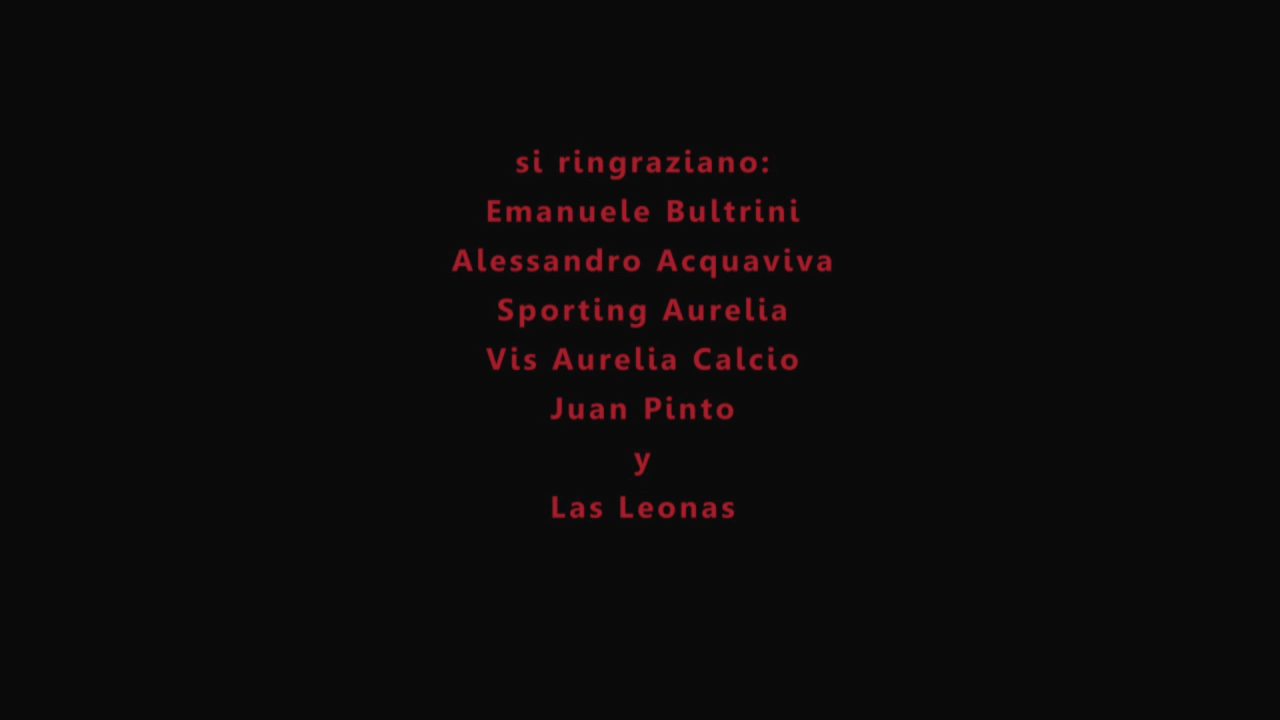 si ringraziano:
Emanuele Bultrini
Alessandro Acquaviva
Sporting Aurelia
Vis Aurelia Calcio
Juan Pinto
y
Las Leonas